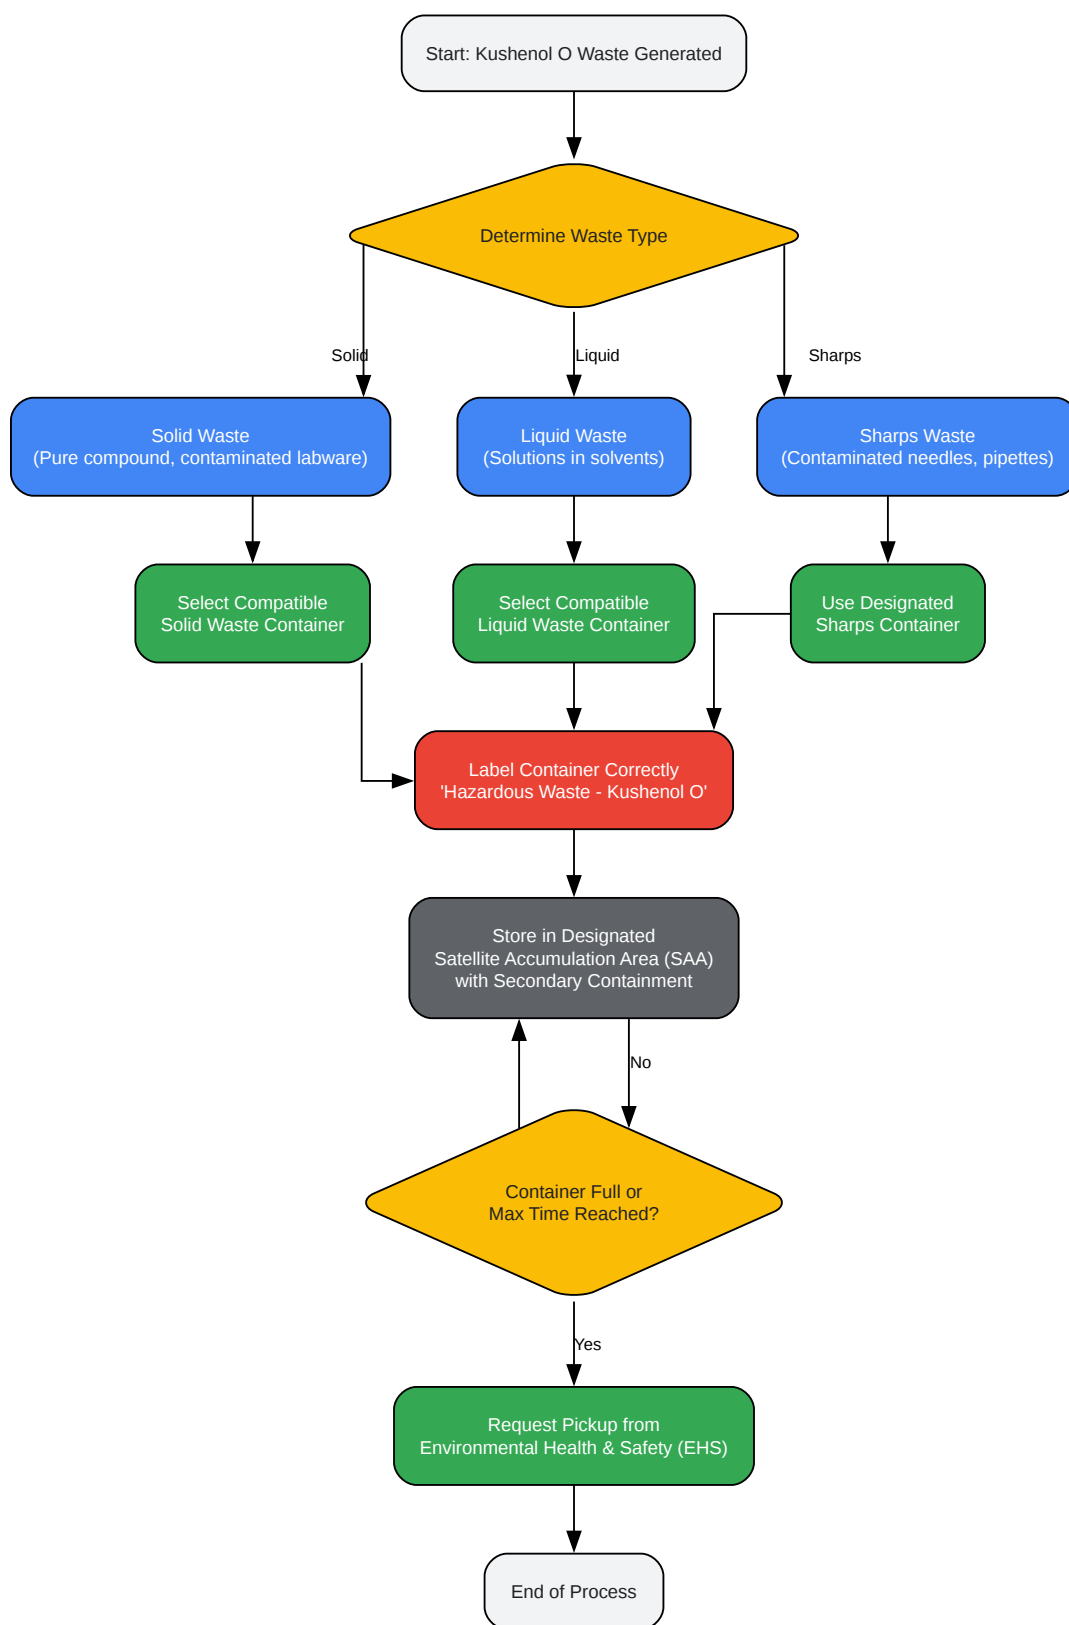 Start: Kushenol O Waste Generated
Determine Waste Type
Solid
Liquid
Sharps
Solid Waste
(Pure compound, contaminated labware)
Liquid Waste
(Solutions in solvents)
Sharps Waste
(Contaminated needles, pipettes)
Select Compatible
Solid Waste Container
Select Compatible
Liquid Waste Container
Use Designated
Sharps Container
Label Container Correctly
'Hazardous Waste - Kushenol O'
Store in Designated
Satellite Accumulation Area (SAA)
with Secondary Containment
No
Container Full or
Max Time Reached?
Yes
Request Pickup from
Environmental Health & Safety (EHS)
End of Process